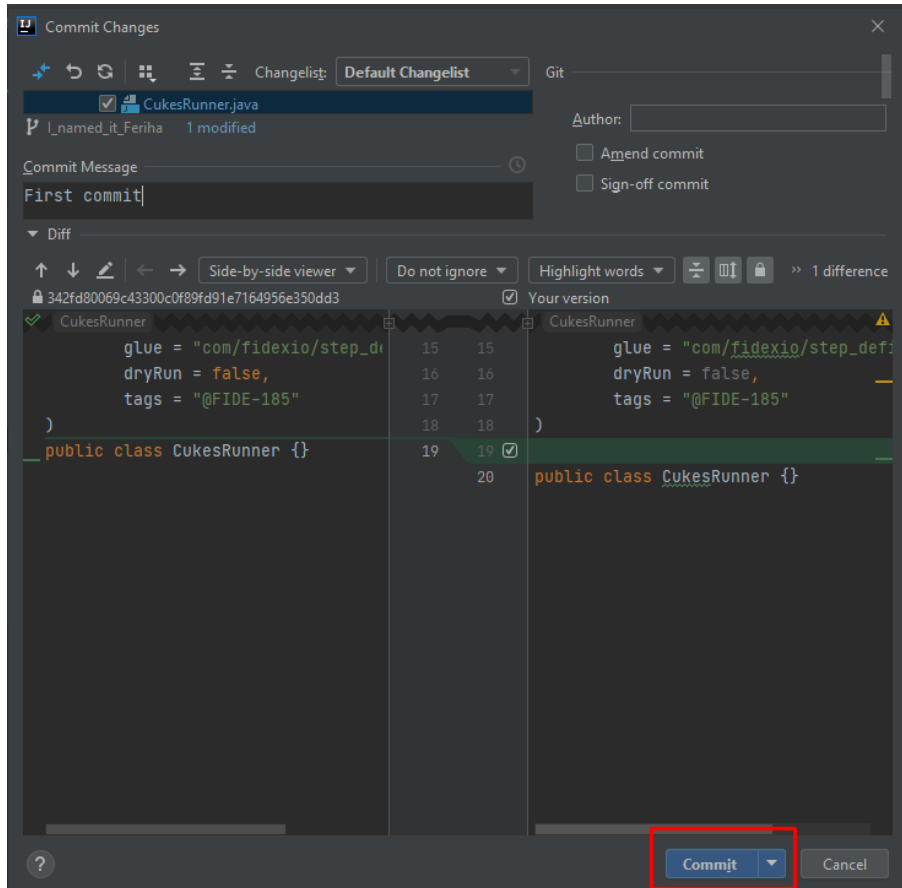 IJ Commit Changes
Changelist: Default Changelist
CukesRunner.java
I_named_it_Feriha 1 modified
Commit Message
First commit
Git
Author:
Amend commit
Sign-off commit
Diff
Side-by-side viewer Do not ignore Highlight words 1 difference
342fd80069c43300c0f89fd91e7164956e350dd3 Your version
CukesRunner CukesRunner
glue = "com/fidexio/step_de 15 15 glue = "com/fidexio/step_defi
dryRun = false, 16 16 dryRun = false,
tags = "@FIDE-185" 17 17 tags = "@FIDE-185"
) 18 18 )
public class CukesRunner {} 19 19
20 public class CukesRunner {}
? Commit Cancel